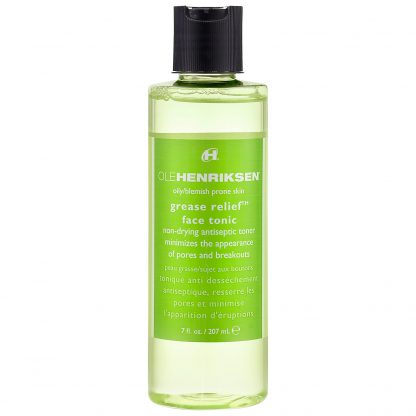 OLEHENRIKSEN
oily/blemish prone skin
grease relief™
face tonic
non-drying antiseptic toner
minimizes the appearance
of pores and breakouts
peau grasse/sujet aux boutons
tonique anti dessèchement
antiseptique, resserre les
pores et minimise
l'apparition d'éruptions
7 fl. oz. / 207 mL ℮